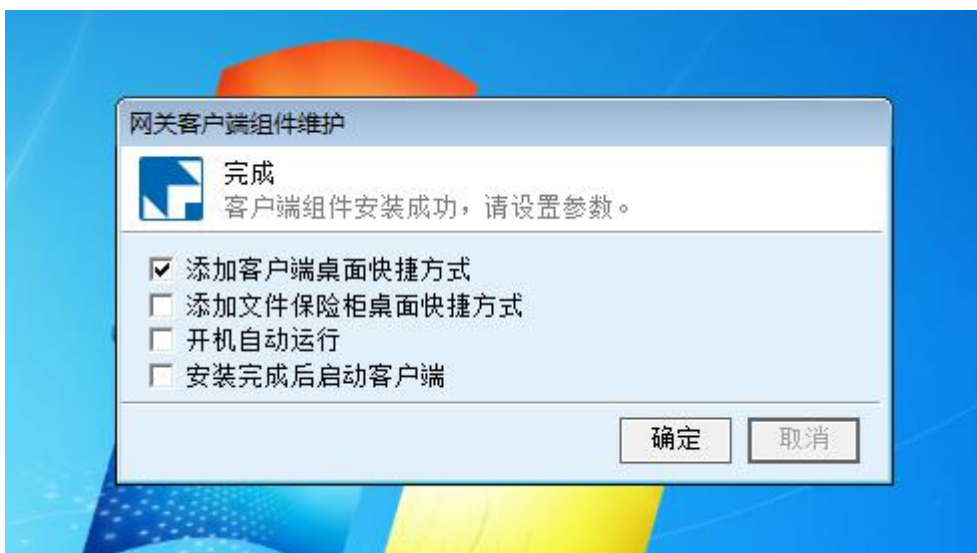 网关客户端组件维护
完成
客户端组件安装成功，请设置参数。
添加客户端桌面快捷方式
添加文件保险柜桌面快捷方式
开机自动运行
安装完成后启动客户端
确定 取消